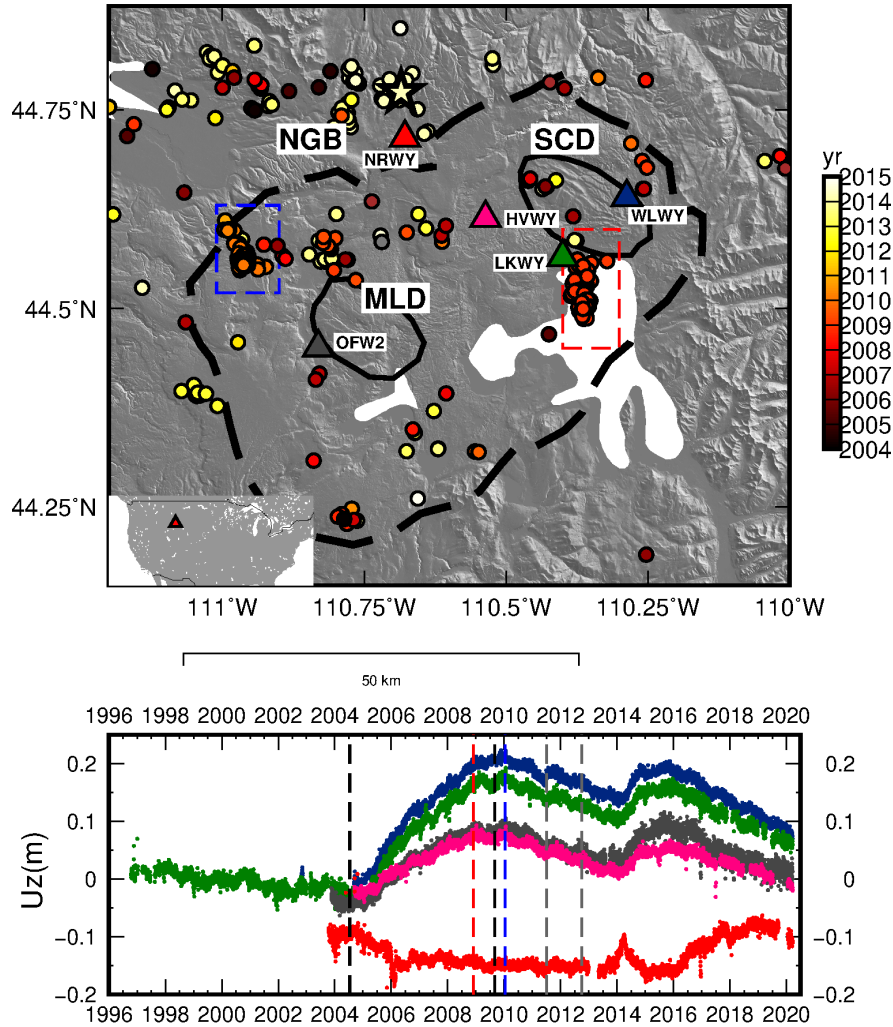 44.75˚N
44.5˚N
44.25˚N
NGB
SCD
NRWY
HVWY
WLWY
LKWY
MLD
OFW2
yr
2015
2014
2013
2012
2011
2010
2009
2008
2007
2006
2005
2004
111˚W
110.75˚W
110.5˚W
110.25˚W
110˚W
50 km
1996 1998 2000 2002 2004 2006 2008 2010 2012 2014 2016 2018 2020
Uz(m)
0.2 0.2
0.1 0.1
0 0
−0.1 −0.1
−0.2 −0.2
1996 1998 2000 2002 2004 2006 2008 2010 2012 2014 2016 2018 2020